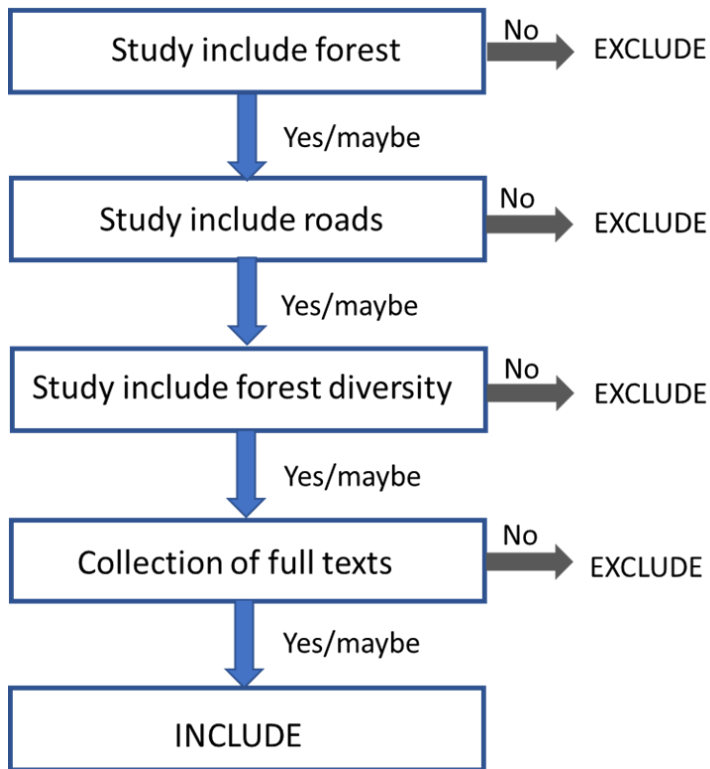 Study include forest
No
EXCLUDE
Yes/maybe
Study include roads
No
EXCLUDE
Yes/maybe
Study include forest diversity
No
EXCLUDE
Yes/maybe
Collection of full texts
No
EXCLUDE
Yes/maybe
INCLUDE